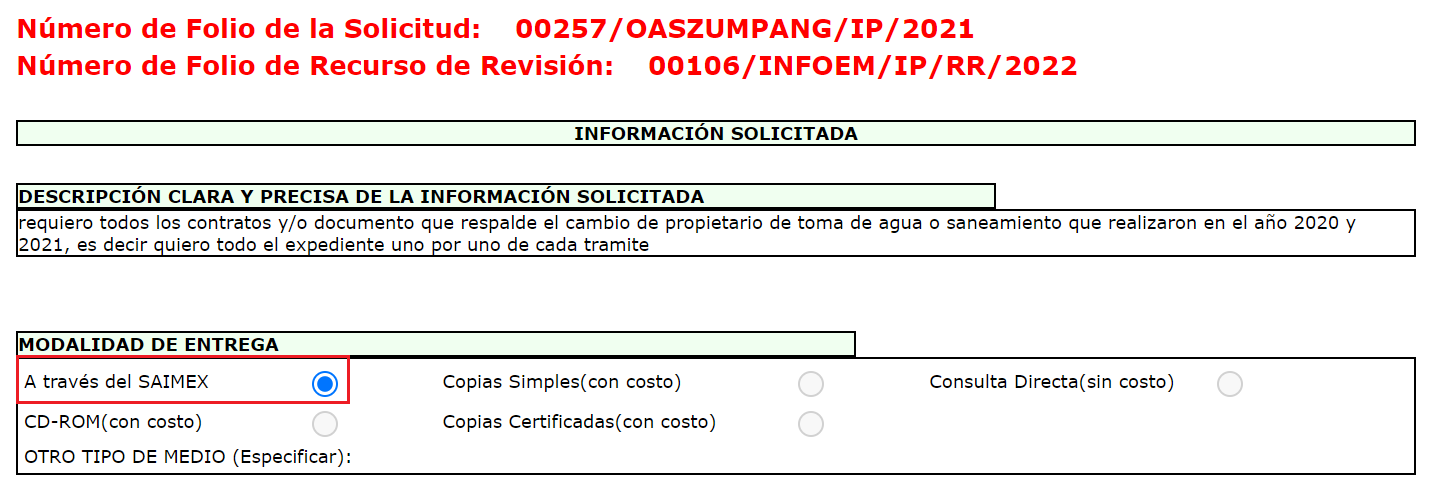 Número de Folio de la Solicitud: 00257/OASZUMPANG/IP/2021
Número de Folio de Recurso de Revisión: 00106/INFOEM/IP/RR/2022
INFORMACIÓN SOLICITADA
DESCRIPCIÓN CLARA Y PRECISA DE LA INFORMACIÓN SOLICITADA
requiero todos los contratos y/o documento que respalde el cambio de propietario de toma de agua o saneamiento que realizaron en el año 2020 y
2021, es decir quiero todo el expediente uno por uno de cada tramite
MODALIDAD DE ENTREGA
A través del SAIMEX Copias Simples(con costo) Consulta Directa(sin costo)
CD-ROM(con costo) Copias Certificadas(con costo)
OTRO TIPO DE MEDIO (Especificar):